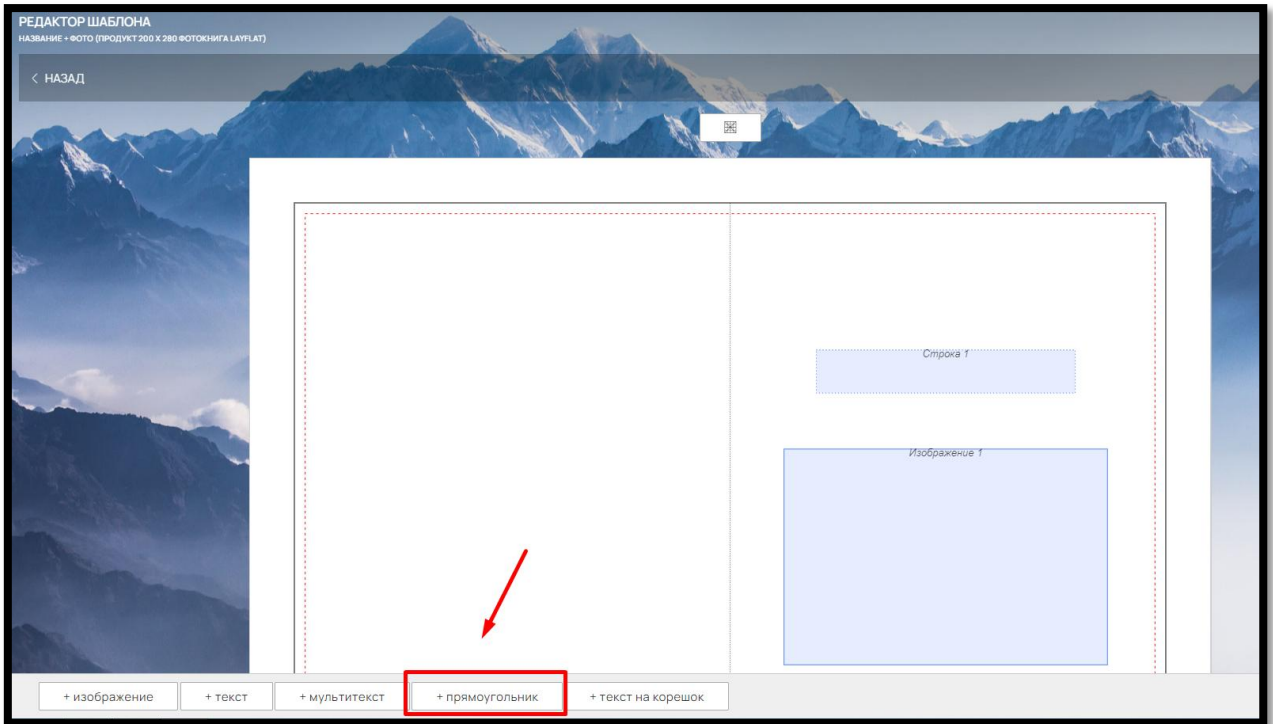 РЕДАКТОР ШАБЛОНА
НАЗВАНИЕ + ФОТО (ПРОДУКТ 200 X 280 ФОТОКНИГА LAYFLAT)
< НАЗАД
Строка 1
Изображение 1
+ изображение
+ текст
+ мультитекст
+ прямоугольник
+ текст на корешок